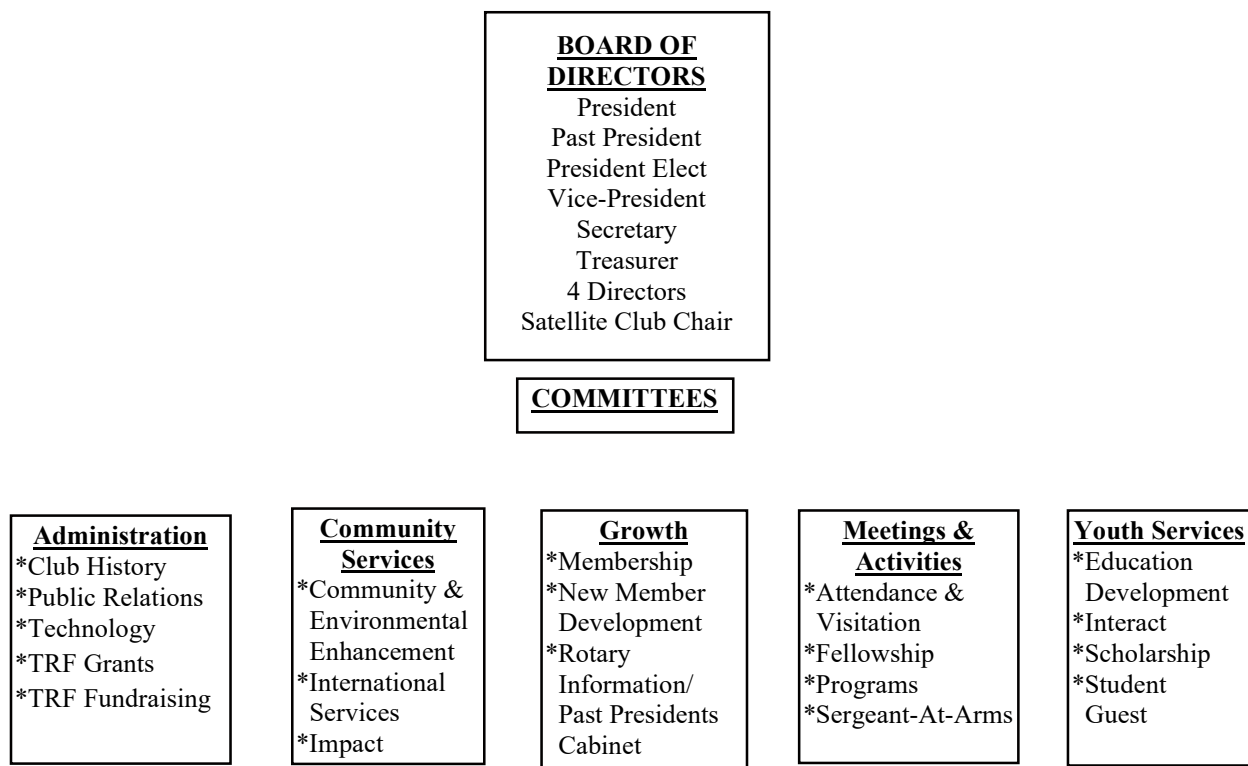 BOARD OF
DIRECTORS
President
Past President
President Elect
Vice-President
Secretary
Treasurer
4 Directors
Satellite Club Chair
COMMITTEES
Administration
*Club History
*Public Relations
*Technology
*TRF Grants
*TRF Fundraising
Community
Services
*Community &
Environmental
Enhancement
*International
Services
*Impact
Growth
*Membership
*New Member
Development
*Rotary
Information/
Past Presidents
Cabinet
Meetings &
Activities
*Attendance &
Visitation
*Fellowship
*Programs
*Sergeant-At-Arms
Youth Services
*Education
Development
*Interact
*Scholarship
*Student
Guest